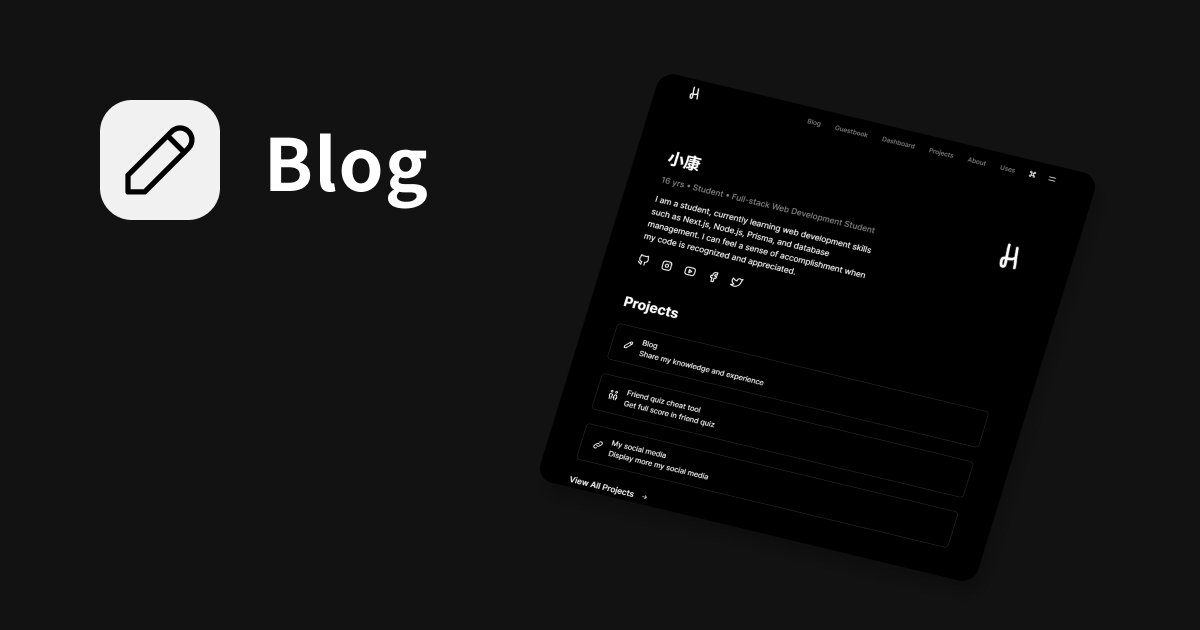 Blog
Blog Guestbook Dashboard Projects About Uses
小康
16 yrs • Student • Full-stack Web Development Student
I am a student, currently learning web development skills
such as Next.js, Node.js, Prisma, and database
management. I can feel a sense of accomplishment when
my code is recognized and appreciated.
Projects
Blog
Share my knowledge and experience
Friend quiz cheat tool
Get full score in friend quiz
My social media
Display more my social media
View All Projects →